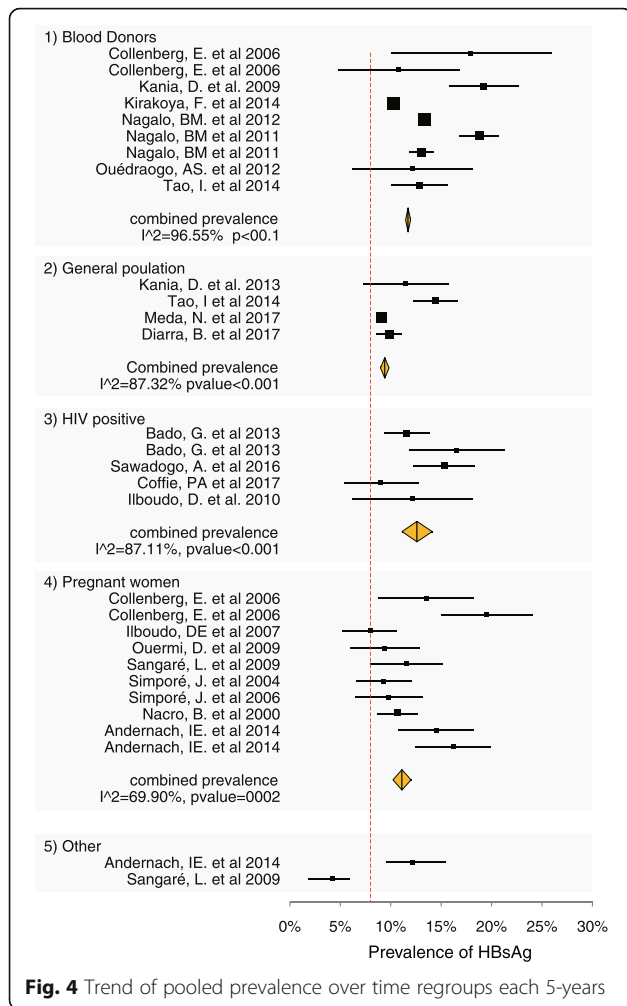 1) Blood Donors
Collenberg, E. et al 2006
Collenberg, E. et al 2006
Kania, D. et al. 2009
Kirakoya, F. et al 2014
Nagalo, BM. et al 2012
Nagalo, BM et al 2011
Nagalo, BM et al 2011
Ouédraogo, AS. et al 2012
Tao, I. et al 2014
combined prevalence
I^2=96.55% p<00.1
2) General poulation
Kania, D. et al. 2013
Tao, I et al 2014
Meda, N. et al 2017
Diarra, B. et al 2017
Combined prevalence
I^2=87.32% pvalue<0.001
3) HIV positive
Bado, G. et al 2013
Bado, G. et al 2013
Sawadogo, A. et al 2016
Coffie, PA et al 2017
Ilboudo, D. et al. 2010
combined prevalence
I^2=87.11%, pvalue<0.001
4) Pregnant women
Collenberg, E. et al 2006
Collenberg, E. et al 2006
Ilboudo, DE et al 2007
Ouermi, D. et al 2009
Sangaré, L. et al 2009
Simporé, J. et al 2004
Simporé, J. et al 2006
Nacro, B. et al 2000
Andernach, IE. et al 2014
Andernach, IE. et al 2014
combined prevalence
I^2=69.90%, pvalue=0002
5) Other
Andernach, IE. et al 2014
Sangaré, L. et al 2009
0% 5% 10% 15% 20% 25% 30%
Prevalence of HBsAg
Fig. 4 Trend of pooled prevalence over time regroups each 5-years